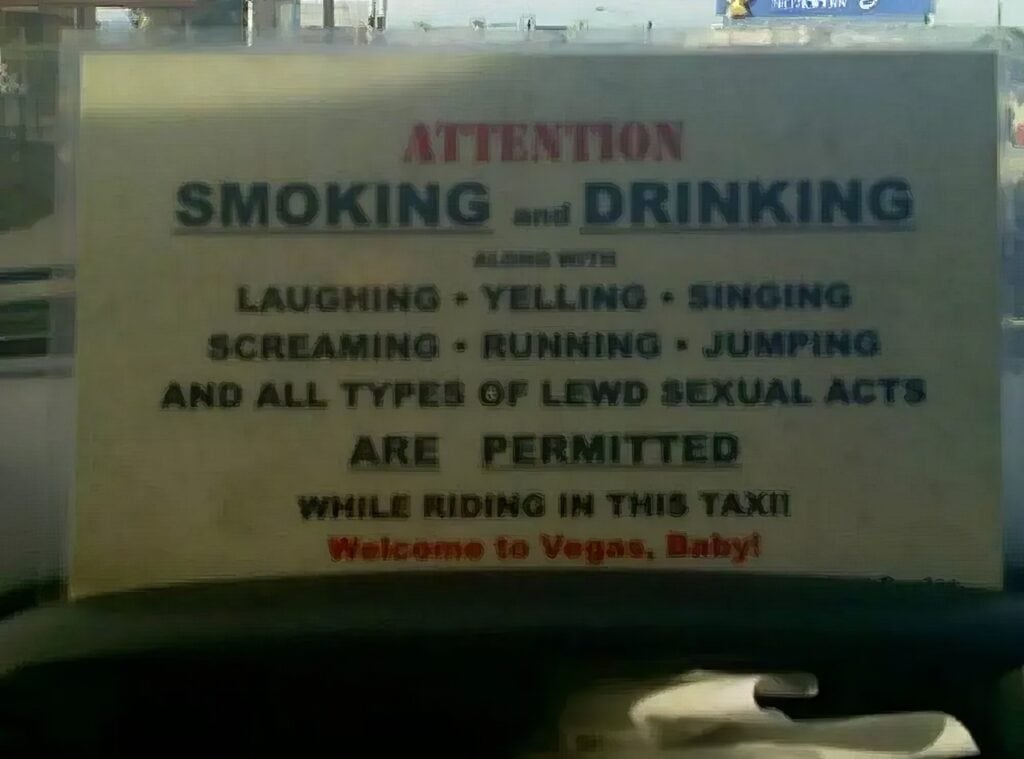 ATTENTION
SMOKING and DRINKING
ALONG WITH
LAUGHING • YELLING • SINGING
SCREAMING • RUNNING • JUMPING
AND ALL TYPES OF LEWD SEXUAL ACTS
ARE PERMITTED
WHILE RIDING IN THIS TAXI!
Welcome to Vegas, Baby!